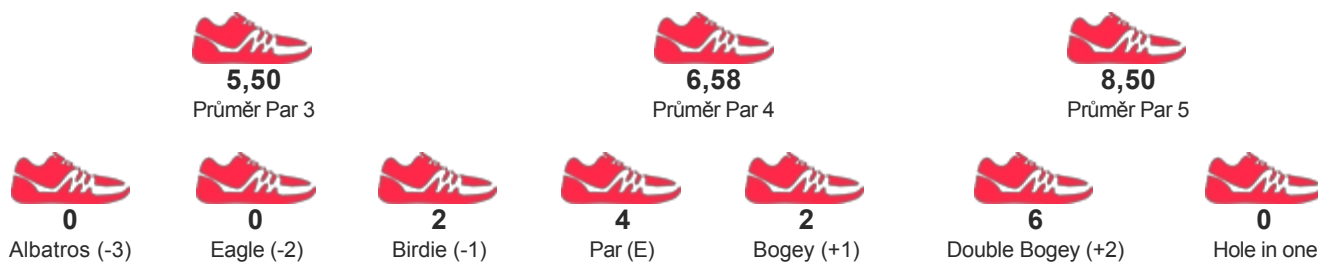 5,50 6,58 8,50
Průměr Par 3 Průměr Par 4 Průměr Par 5
0 0 2 4 2 6 0
Albatros (-3) Eagle (-2) Birdie (-1) Par (E) Bogey (+1) Double Bogey (+2) Hole in one